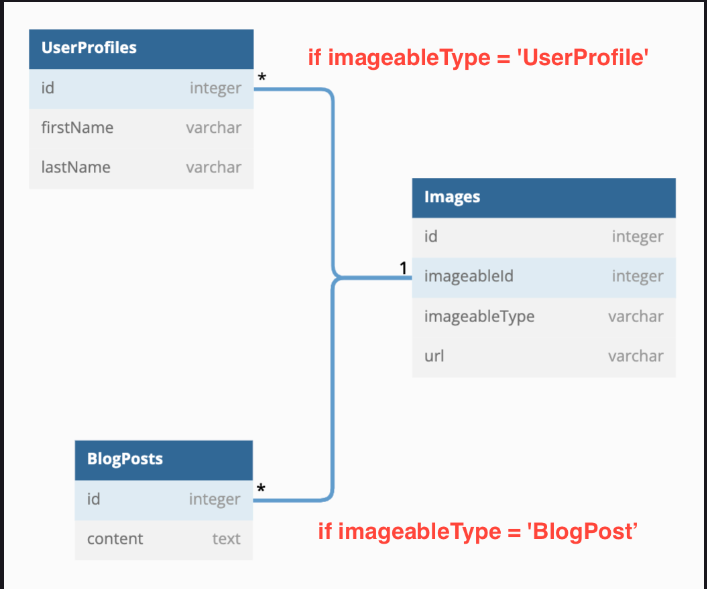 UserProfiles
if imageableType = 'UserProfile'
*
id integer
firstName varchar
lastName varchar
Images
id integer
1
imageableId integer
imageableType varchar
url varchar
BlogPosts
*
id integer
if imageableType = 'BlogPost’
content text